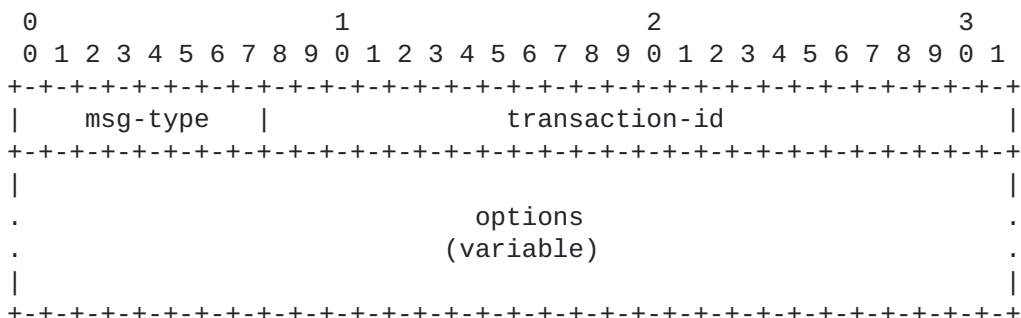 0                   1                   2                   3
 0 1 2 3 4 5 6 7 8 9 0 1 2 3 4 5 6 7 8 9 0 1 2 3 4 5 6 7 8 9 0 1
+-+-+-+-+-+-+-+-+-+-+-+-+-+-+-+-+-+-+-+-+-+-+-+-+-+-+-+-+-+-+-+-+
|    msg-type   |               transaction-id                  |
+-+-+-+-+-+-+-+-+-+-+-+-+-+-+-+-+-+-+-+-+-+-+-+-+-+-+-+-+-+-+-+-+
|                                                               |
.                            options                            .
.                           (variable)                          .
|                                                               |
+-+-+-+-+-+-+-+-+-+-+-+-+-+-+-+-+-+-+-+-+-+-+-+-+-+-+-+-+-+-+-+-+